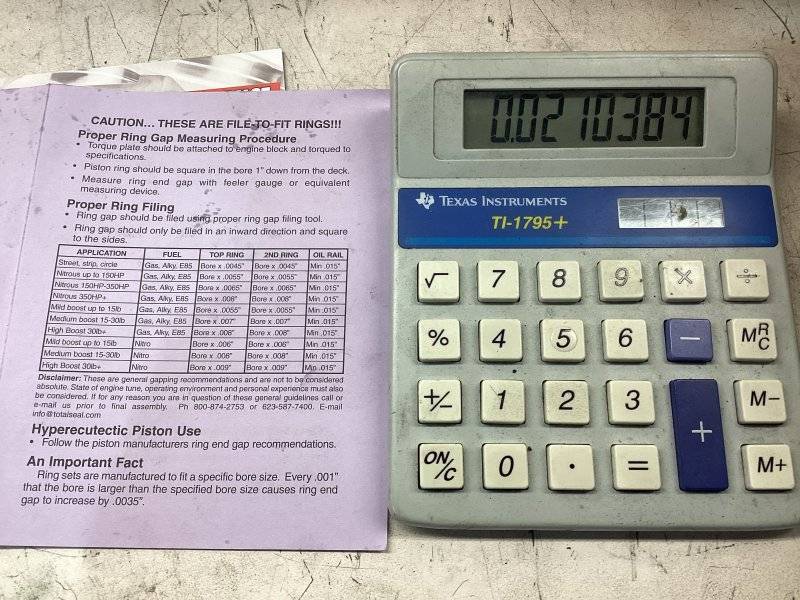 CAUTION... THESE ARE FILE-TO-FIT RINGS!!!
Proper Ring Gap Measuring Procedure
• Torque plate should be attached to engine block and torqued to
specifications.
• Piston ring should be square in the bore 1" down from the deck.
• Measure ring end gap with feeler gauge or equivalent
measuring device.
Proper Ring Filing
• Ring gap should be filed using proper ring gap filing tool.
• Ring gap should only be filed in an inward direction and square
to the sides.
APPLICATION FUEL TOP RING 2ND RING OIL RAIL
Street, strip, circle Gas, Alky, E85 Bore x .0045" Bore x .0045" Min .015"
Nitrous up to 150HP Gas, Alky, E85 Bore x .0055" Bore x .0055" Min .015"
Nitrous 150HP-350HP Gas, Alky, E85 Bore x .0065" Bore x .0065" Min .015"
Nitrous 350HP+ Gas, Alky, E85 Bore x .008" Bore x .008" Min .015"
Mild boost up to 15lb Gas, Alky, E85 Bore x .0055" Bore x .0055" Min .015"
Medium boost 15-30lb Gas, Alky, E85 Bore x .007" Bore x .007" Min .015"
High Boost 30lb+ Gas, Alky, E85 Bore x .008" Bore x .008" Min .015"
Mild boost up to 15lb Nitro Bore x .006" Bore x .006" Min .015"
Medium boost 15-30lb Nitro Bore x .008" Bore x .008" Min .015"
High Boost 30lb+ Nitro Bore x .009" Bore x .009" Min .015"
Disclaimer: These are general gapping recommendations and are not to be considered
absolute. State of engine tune, operating environment and personal experience must also
be considered. If for any reason you are in question of these general guidelines call or
e-mail us prior to final assembly. Ph 800-874-2753 or 623-587-7400. E-mail
info@totalseal.com
Hyperecutectic Piston Use
• Follow the piston manufacturers ring end gap recommendations.
An Important Fact
Ring sets are manufactured to fit a specific bore size. Every .001"
that the bore is larger than the specified bore size causes ring end
gap to increase by .0035".
0.0210384
TEXAS INSTRUMENTS
TI-1795+
√ 7 8 9 × ÷
% 4 5 6 − MRC
+/− 1 2 3 + M−
ON/C 0 . = M+